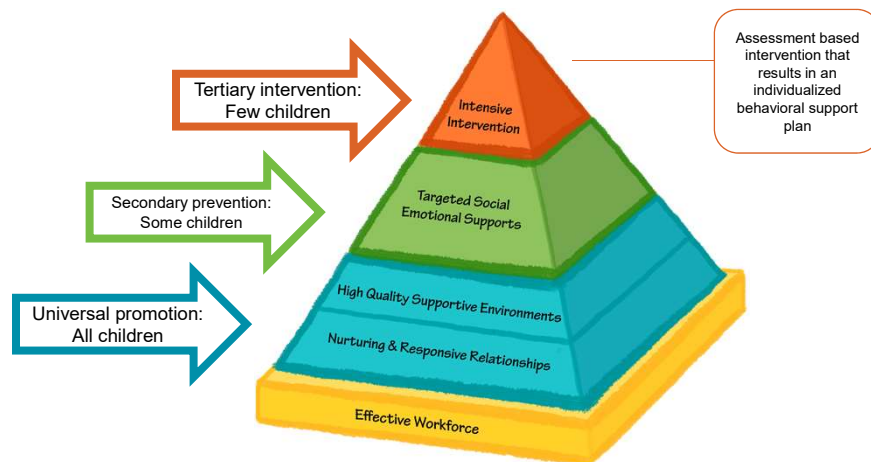 Assessment based
intervention that
results in an
individualized
behavioral support
plan
Tertiary intervention:
Few children
Intensive
Intervention
Secondary prevention:
Some children
Targeted Social
Emotional Supports
Universal promotion:
All children
High Quality Supportive Environments
Nurturing & Responsive Relationships
Effective Workforce